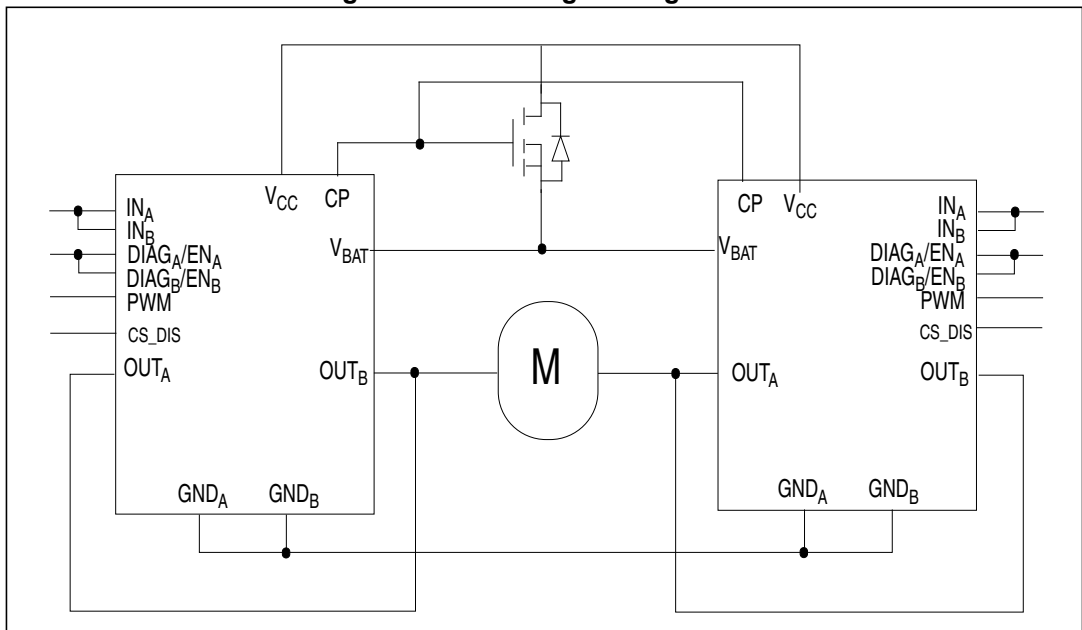 V_CC CP
IN_A
IN_B
DIAG_A/EN_A
DIAG_B/EN_B
PWM
CS_DIS
OUT_A
V_BAT
OUT_B
GND_A GND_B
M
CP V_CC
V_BAT
OUT_A
IN_A
IN_B
DIAG_A/EN_A
DIAG_B/EN_B
PWM
CS_DIS
OUT_B
GND_A GND_B